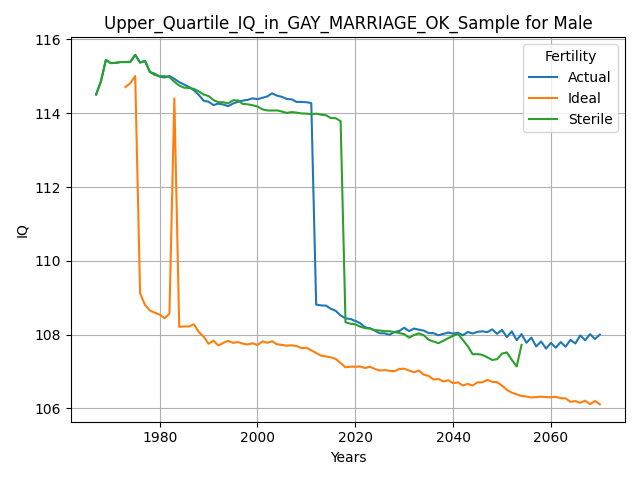 Upper_Quartile_IQ_in_GAY_MARRIAGE_OK_Sample for Male
116
114
112
110
108
106
IQ
1980
2000
2020
2040
2060
Years
Fertility
Actual
Ideal
Sterile